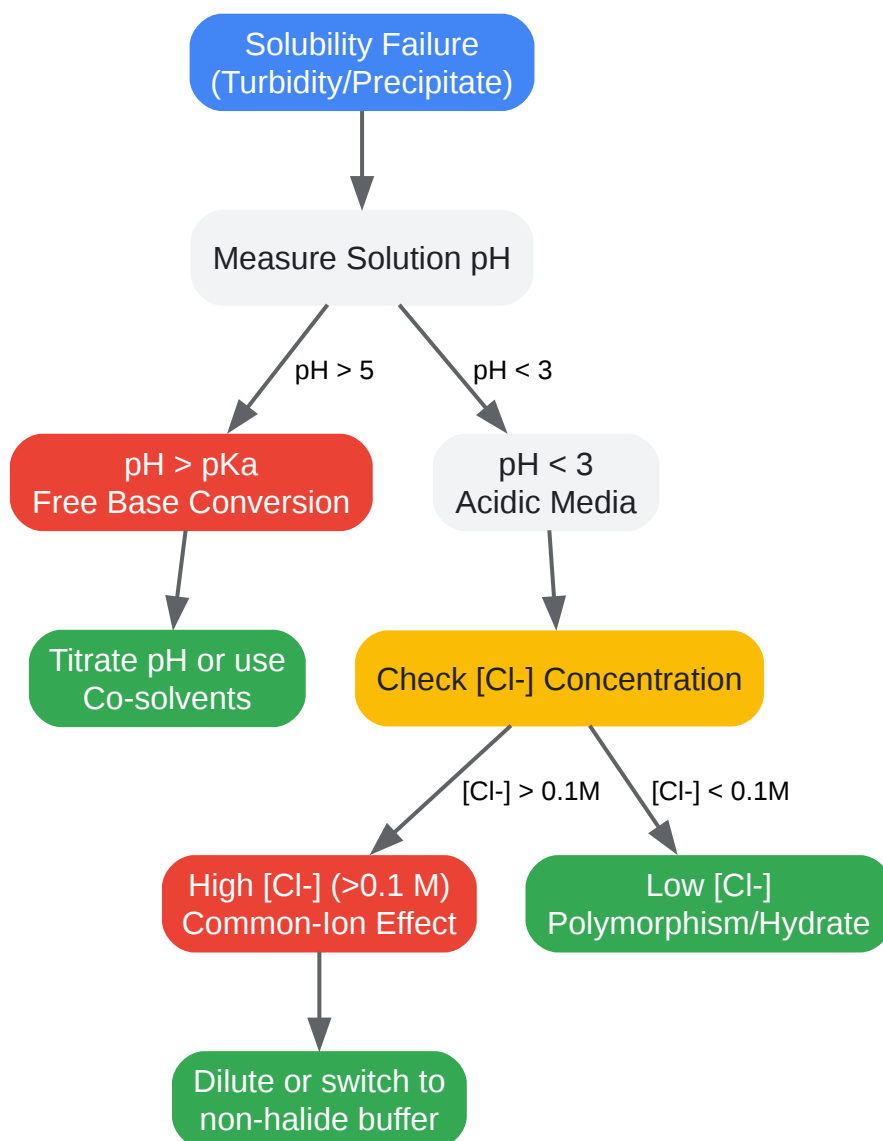 Solubility Failure
(Turbidity/Precipitate)
Measure Solution pH
pH > 5
pH < 3
pH > pKa
Free Base Conversion
pH < 3
Acidic Media
Titrate pH or use
Co-solvents
Check [Cl-] Concentration
[Cl-] > 0.1M
[Cl-] < 0.1M
High [Cl-] (>0.1 M)
Common-Ion Effect
Low [Cl-]
Polymorphism/Hydrate
Dilute or switch to
non-halide buffer